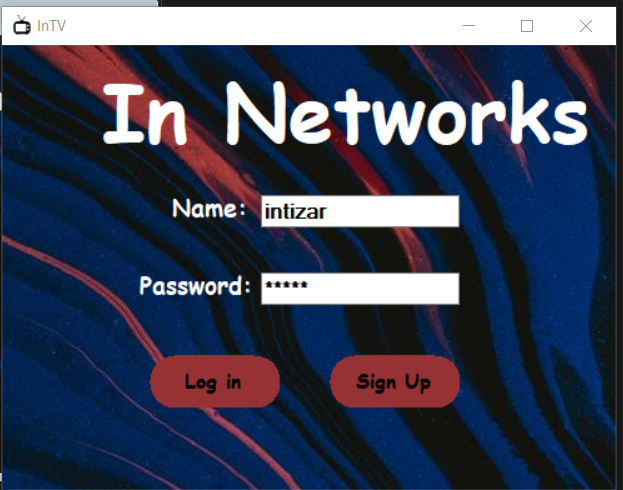 InTV
In Networks
Name: intizar
Password: *****
Log in Sign Up